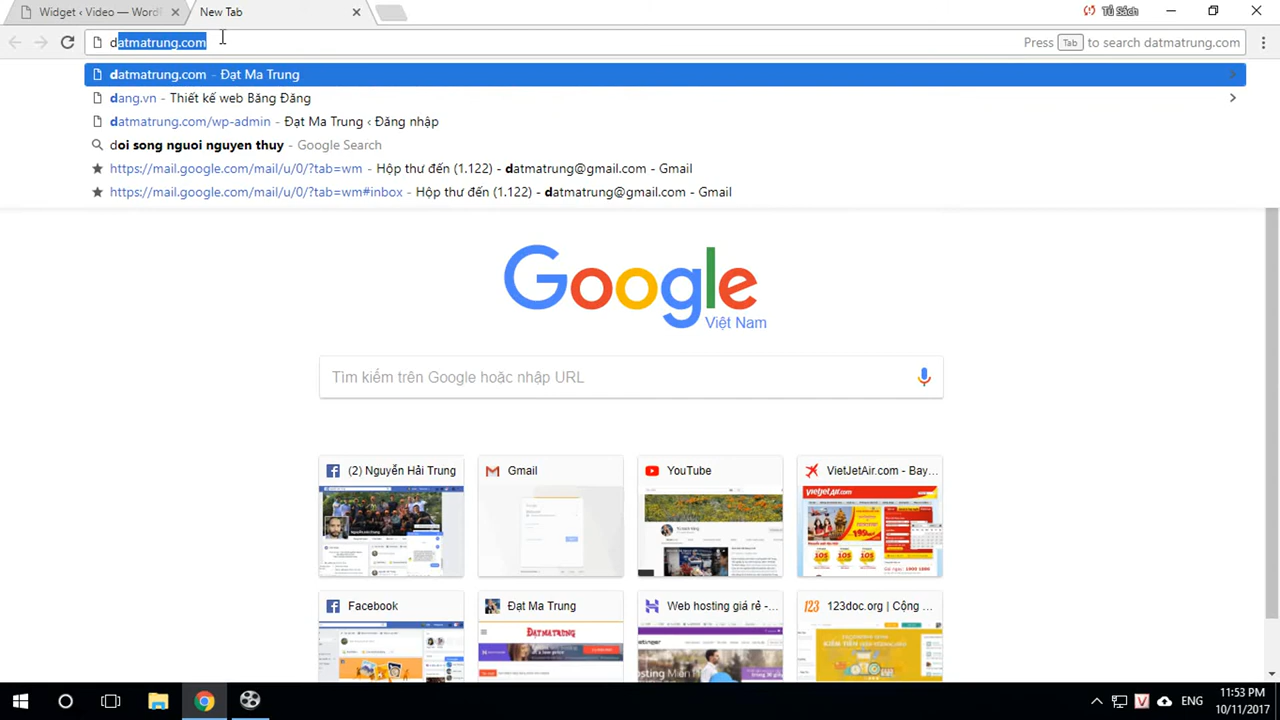 Widget ‹ Video — WordP
New Tab
Tủ Sách
datmatrung.com
Press Tab to search datmatrung.com
datmatrung.com - Đạt Ma Trung
dang.vn - Thiết kế web Băng Đăng
datmatrung.com/wp-admin - Đạt Ma Trung ‹ Đăng nhập
doi song nguoi nguyen thuy - Google Search
https://mail.google.com/mail/u/0/?tab=wm - Hộp thư đến (1.122) - datmatrung@gmail.com - Gmail
https://mail.google.com/mail/u/0/?tab=wm#inbox - Hộp thư đến (1.122) - datmatrung@gmail.com - Gmail
Google
Việt Nam
Tìm kiếm trên Google hoặc nhập URL
(2) Nguyễn Hải Trung
Gmail
YouTube
VietJetAir.com - Bay...
Facebook
Đạt Ma Trung
Web hosting giá rẻ -...
123doc.org | Cộng ...
ĐATMATRUNG
ENG
11:53 PM
10/11/2017